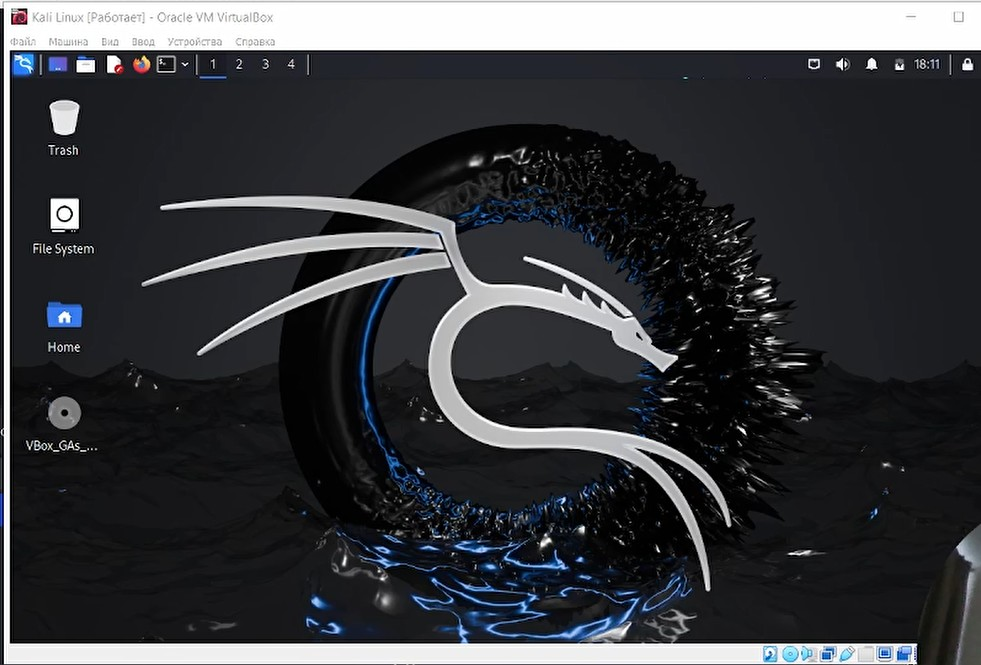 Kali Linux [Работает] - Oracle VM VirtualBox
Файл Машина Вид Ввод Устройства Справка
1 2 3 4 18:11
Trash
File System
Home
VBox_GAs_...